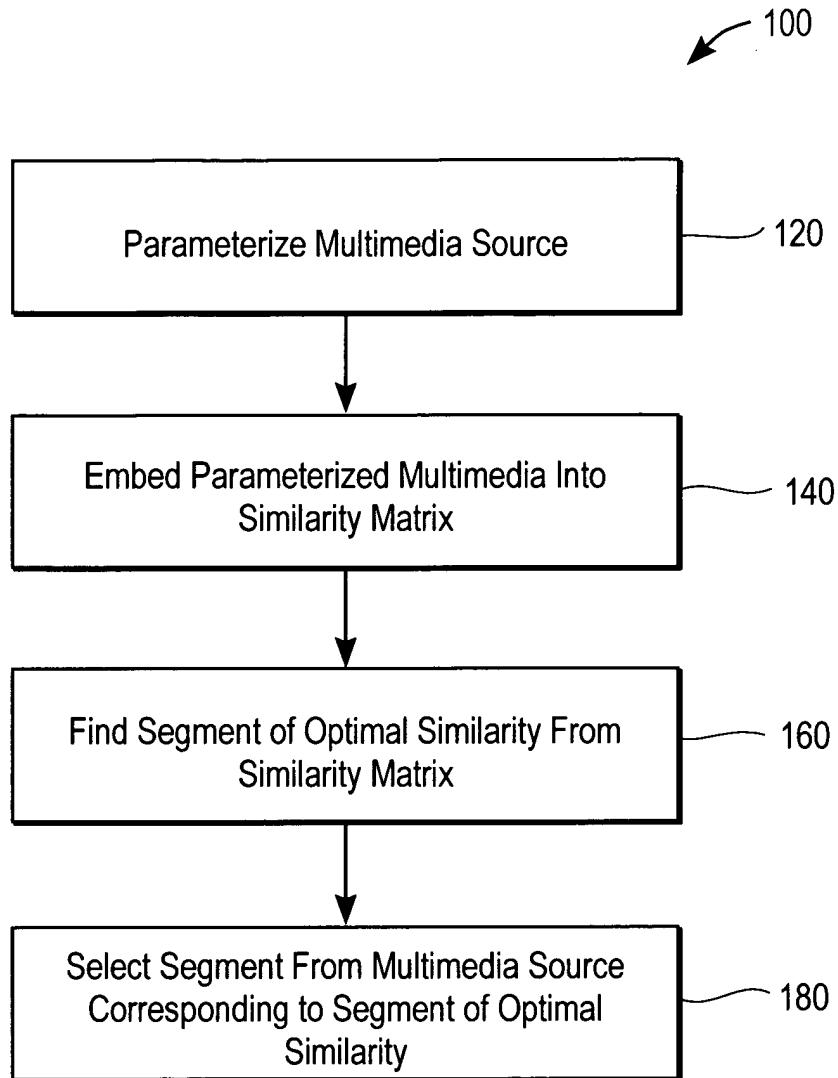 100
Parameterize Multimedia Source
120
Embed Parameterized Multimedia Into
Similarity Matrix
140
Find Segment of Optimal Similarity From
Similarity Matrix
160
Select Segment From Multimedia Source
Corresponding to Segment of Optimal
Similarity
180